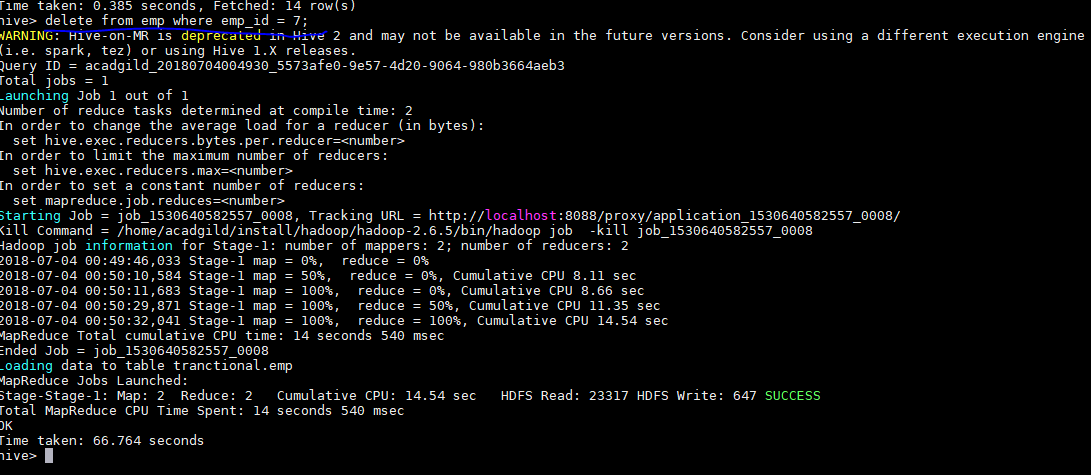 Time taken: 0.385 seconds, Fetched: 14 row(s)
hive> delete from emp where emp_id = 7;
WARNING: Hive-on-MR is deprecated in Hive 2 and may not be available in the future versions. Consider using a different execution engine
(i.e. spark, tez) or using Hive 1.X releases.
Query ID = acadgild_20180704004930_5573afe0-9e57-4d20-9064-980b3664aeb3
Total jobs = 1
Launching Job 1 out of 1
Number of reduce tasks determined at compile time: 2
In order to change the average load for a reducer (in bytes):
  set hive.exec.reducers.bytes.per.reducer=<number>
In order to limit the maximum number of reducers:
  set hive.exec.reducers.max=<number>
In order to set a constant number of reducers:
  set mapreduce.job.reduces=<number>
Starting Job = job_1530640582557_0008, Tracking URL = http://localhost:8088/proxy/application_1530640582557_0008/
Kill Command = /home/acadgild/install/hadoop/hadoop-2.6.5/bin/hadoop job  -kill job_1530640582557_0008
Hadoop job information for Stage-1: number of mappers: 2; number of reducers: 2
2018-07-04 00:49:46,033 Stage-1 map = 0%,  reduce = 0%
2018-07-04 00:50:10,584 Stage-1 map = 50%,  reduce = 0%, Cumulative CPU 8.11 sec
2018-07-04 00:50:11,683 Stage-1 map = 100%,  reduce = 0%, Cumulative CPU 8.66 sec
2018-07-04 00:50:29,871 Stage-1 map = 100%,  reduce = 50%, Cumulative CPU 11.35 sec
2018-07-04 00:50:32,041 Stage-1 map = 100%,  reduce = 100%, Cumulative CPU 14.54 sec
MapReduce Total cumulative CPU time: 14 seconds 540 msec
Ended Job = job_1530640582557_0008
Loading data to table tranctional.emp
MapReduce Jobs Launched:
Stage-Stage-1: Map: 2  Reduce: 2   Cumulative CPU: 14.54 sec   HDFS Read: 23317 HDFS Write: 647 SUCCESS
Total MapReduce CPU Time Spent: 14 seconds 540 msec
OK
Time taken: 66.764 seconds
hive>